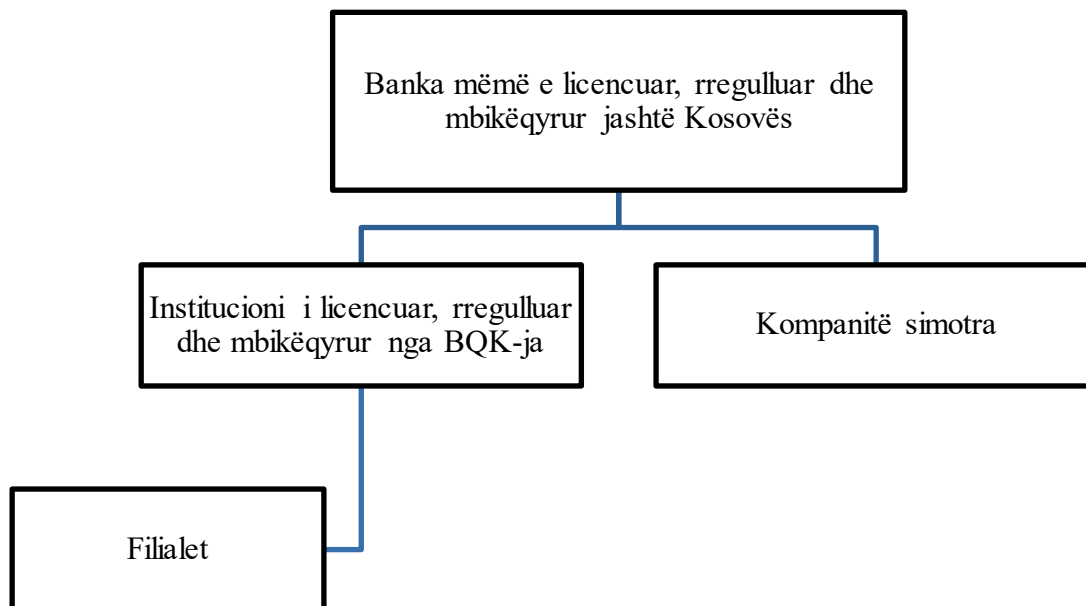 Banka mëmë e licencuar, rregulluar dhe
mbikëqyrur jashtë Kosovës
Institucioni i licencuar, rregulluar
dhe mbikëqyrur nga BQK-ja
Kompanitë simotra
Filialet